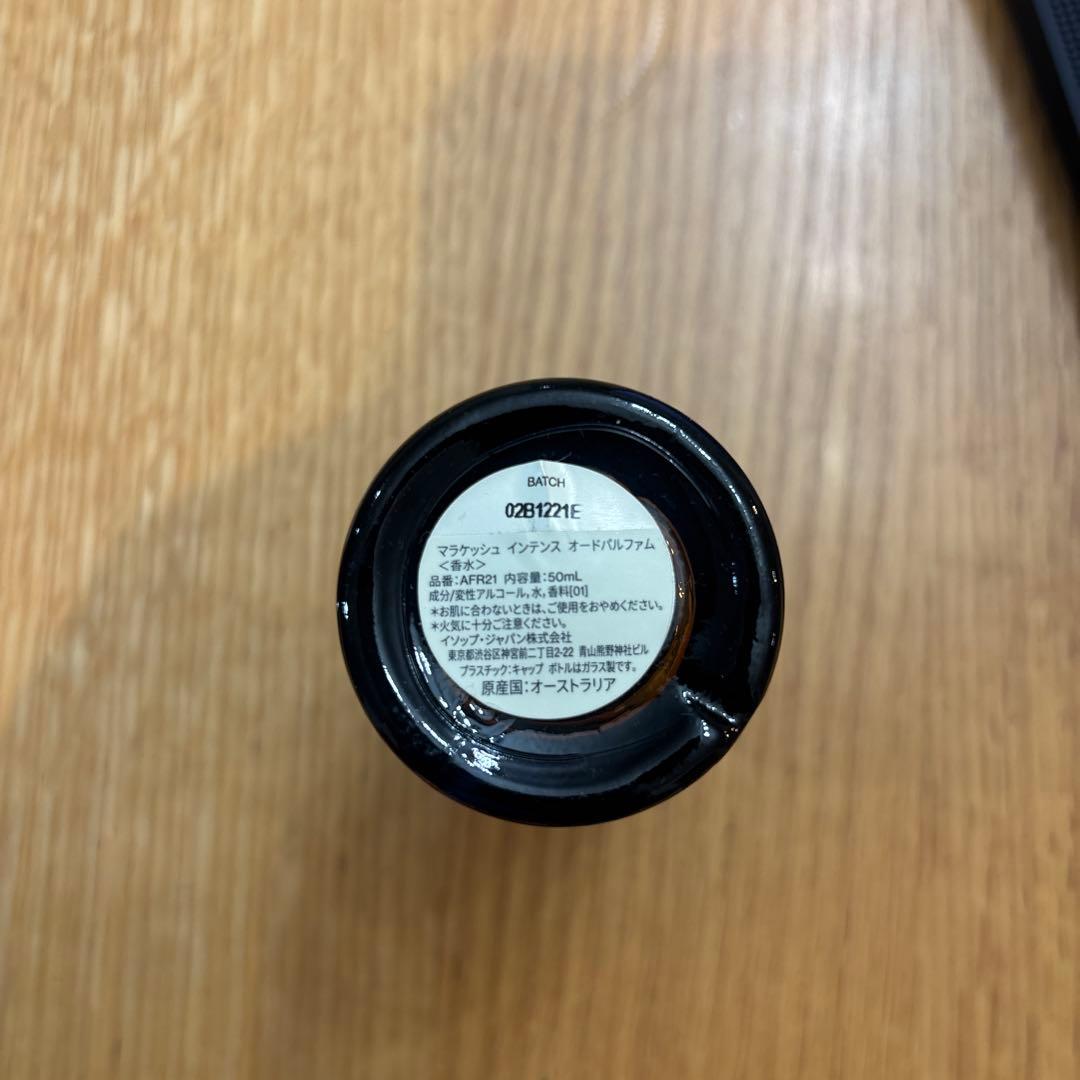 BATCH
02B1221E
マラケッシュ インテンス オードパルファム
＜香水＞
品番：AFR21 内容量：50mL
成分/変性アルコール,水,香料[01]
＊お肌に合わないときは、ご使用をおやめください。
＊火気に十分ご注意ください。
イソップ・ジャパン株式会社
東京都渋谷区神宮前二丁目2-22 青山熊野神社ビル
プラスチック：キャップ ボトルはガラス製です。
原産国：オーストラリア